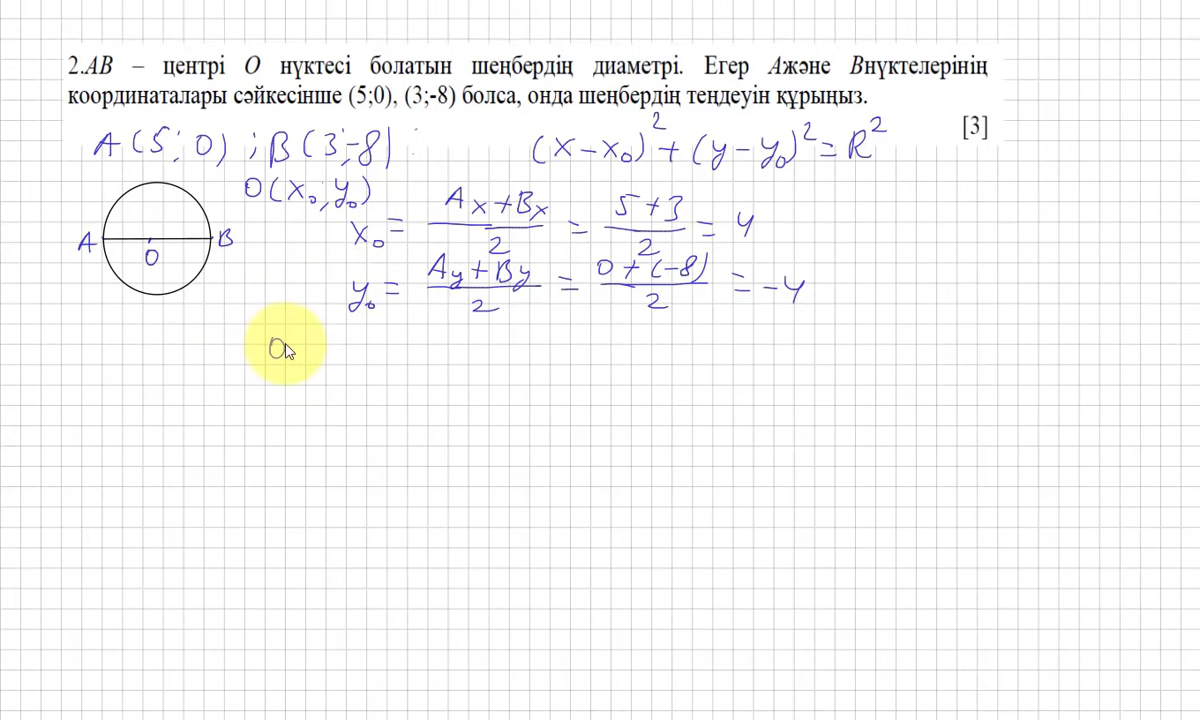 2.AB – центрі O нүктесі болатын шеңбердің диаметрі. Егер Aжәне Bнүктелерінің
координаталары сәйкесінше (5;0), (3;-8) болса, онда шеңбердің теңдеуін құрыңыз.
[3]
A (5; 0) ; B (3; -8)
(x - x₀)² + (y - y₀)² = R²
O(x₀; y₀)
x₀ = (Ax + Bx)/2 = (5 + 3)/2 = 4
y₀ = (Ay + By)/2 = (0 + (-8))/2 = -4
A
B
O
O